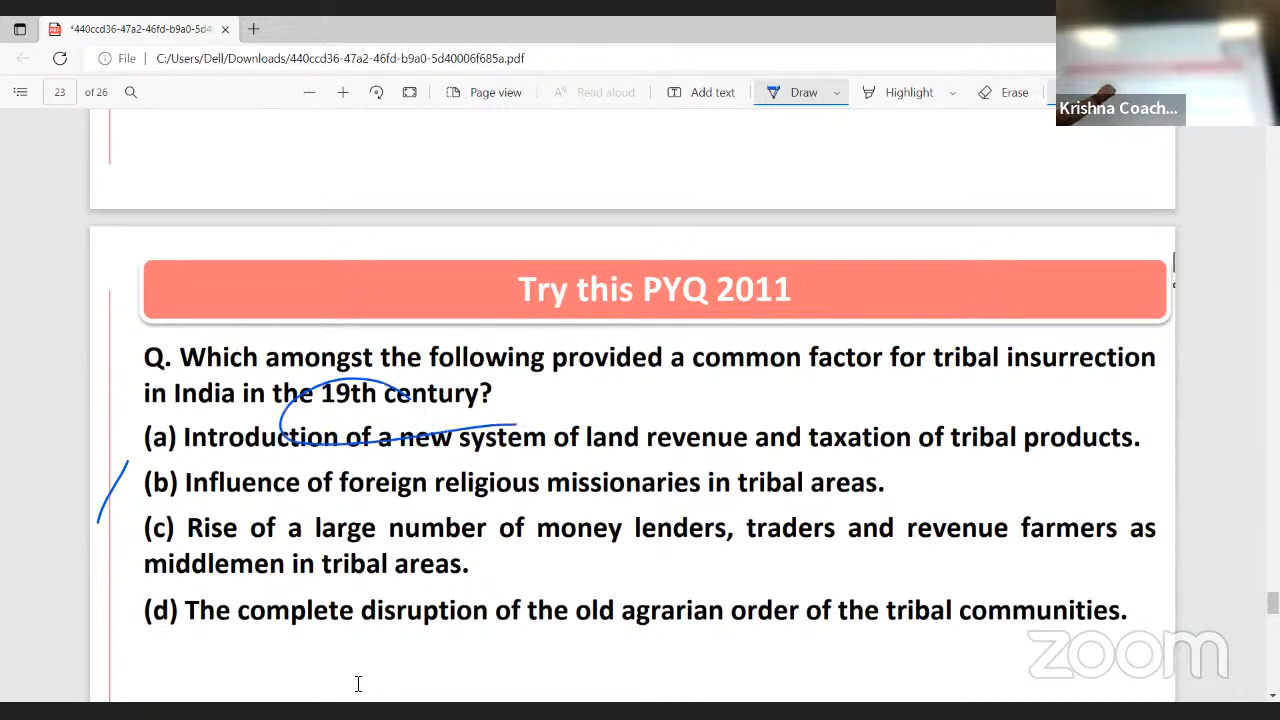 *440ccd36-47a2-46fd-b9a0-5d4
File C:/Users/Dell/Downloads/440ccd36-47a2-46fd-b9a0-5d40006f685a.pdf
23 of 26 Page view Read aloud Add text Draw Highlight Erase
Krishna Coach...
Try this PYQ 2011
Q. Which amongst the following provided a common factor for tribal insurrection
in India in the 19th century?
(a) Introduction of a new system of land revenue and taxation of tribal products.
(b) Influence of foreign religious missionaries in tribal areas.
(c) Rise of a large number of money lenders, traders and revenue farmers as
middlemen in tribal areas.
(d) The complete disruption of the old agrarian order of the tribal communities.
zoom